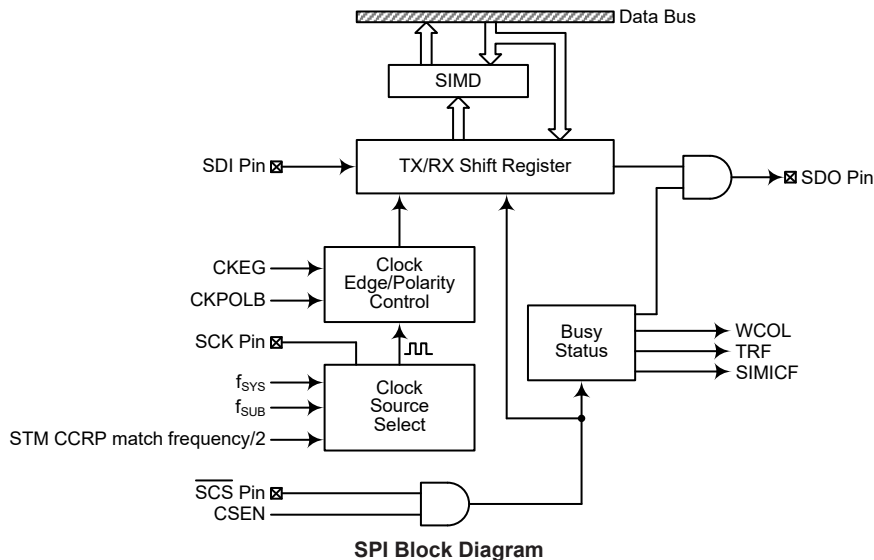 Data Bus
SIMD
SDI Pin
TX/RX Shift Register
SDO Pin
CKEG
CKPOLB
Clock
Edge/Polarity
Control
SCK Pin
Busy
Status
WCOL
TRF
SIMICF
fSYS
fSUB
STM CCRP match frequency/2
Clock
Source
Select
SCS Pin
CSEN
SPI Block Diagram